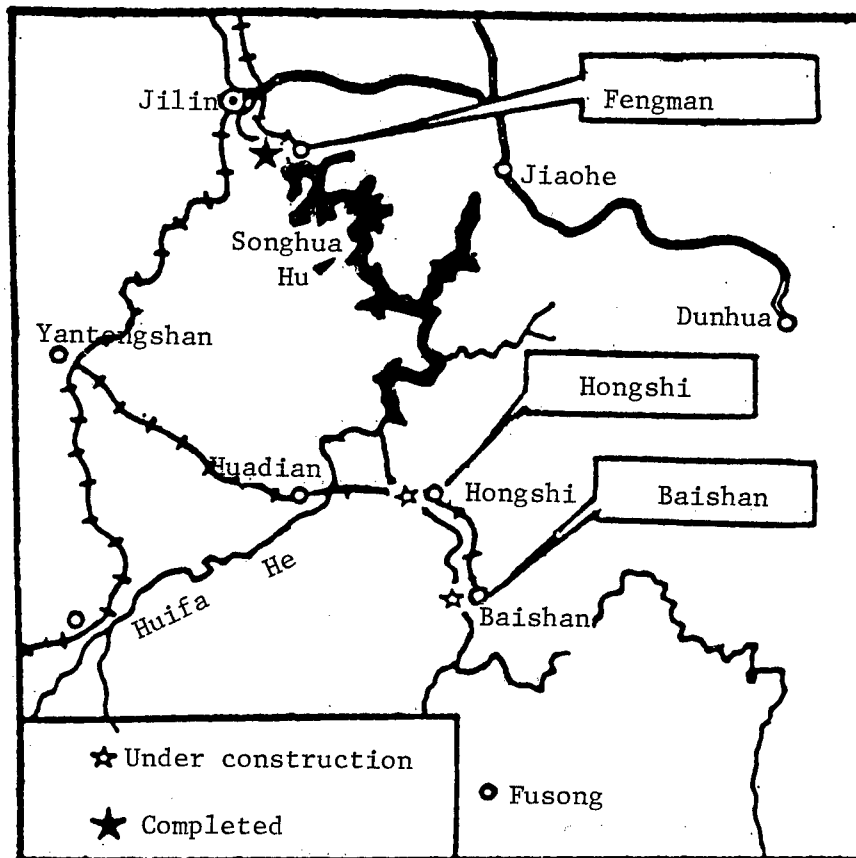 Jilin
Fengman
Jiaohe
Songhua
Hu
Dunhua
Yantongshan
Hongshi
Huadian
Hongshi
Baishan
Huifa He
Baishan
Under construction
Fusong
Completed